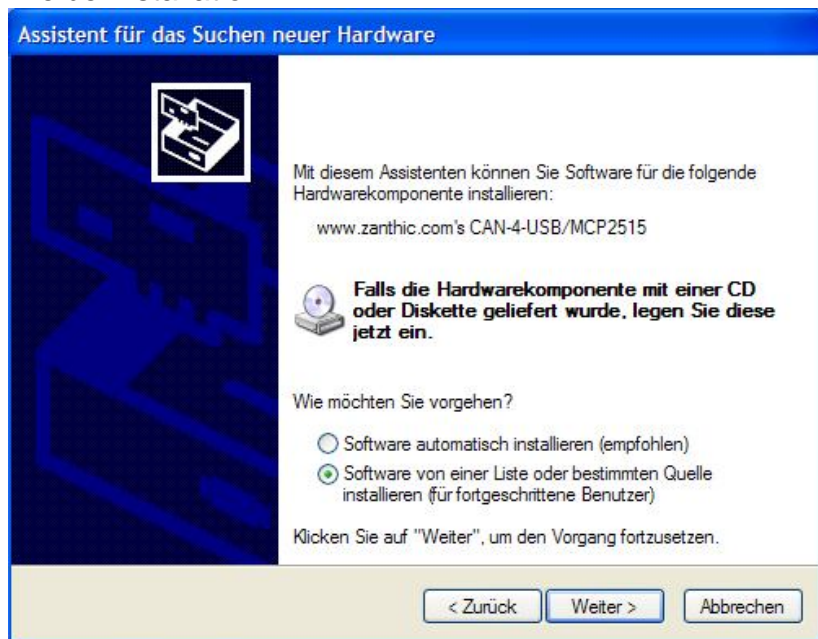 Assistent für das Suchen neuer Hardware
Mit diesem Assistenten können Sie Software für die folgende
Hardwarekomponente installieren:
www.zanthic.com's CAN-4-USB/MCP2515
Falls die Hardwarekomponente mit einer CD
oder Diskette geliefert wurde, legen Sie diese
jetzt ein.
Wie möchten Sie vorgehen?
Software automatisch installieren (empfohlen)
Software von einer Liste oder bestimmten Quelle
installieren (für fortgeschrittene Benutzer)
Klicken Sie auf "Weiter", um den Vorgang fortzusetzen.
< Zurück Weiter > Abbrechen